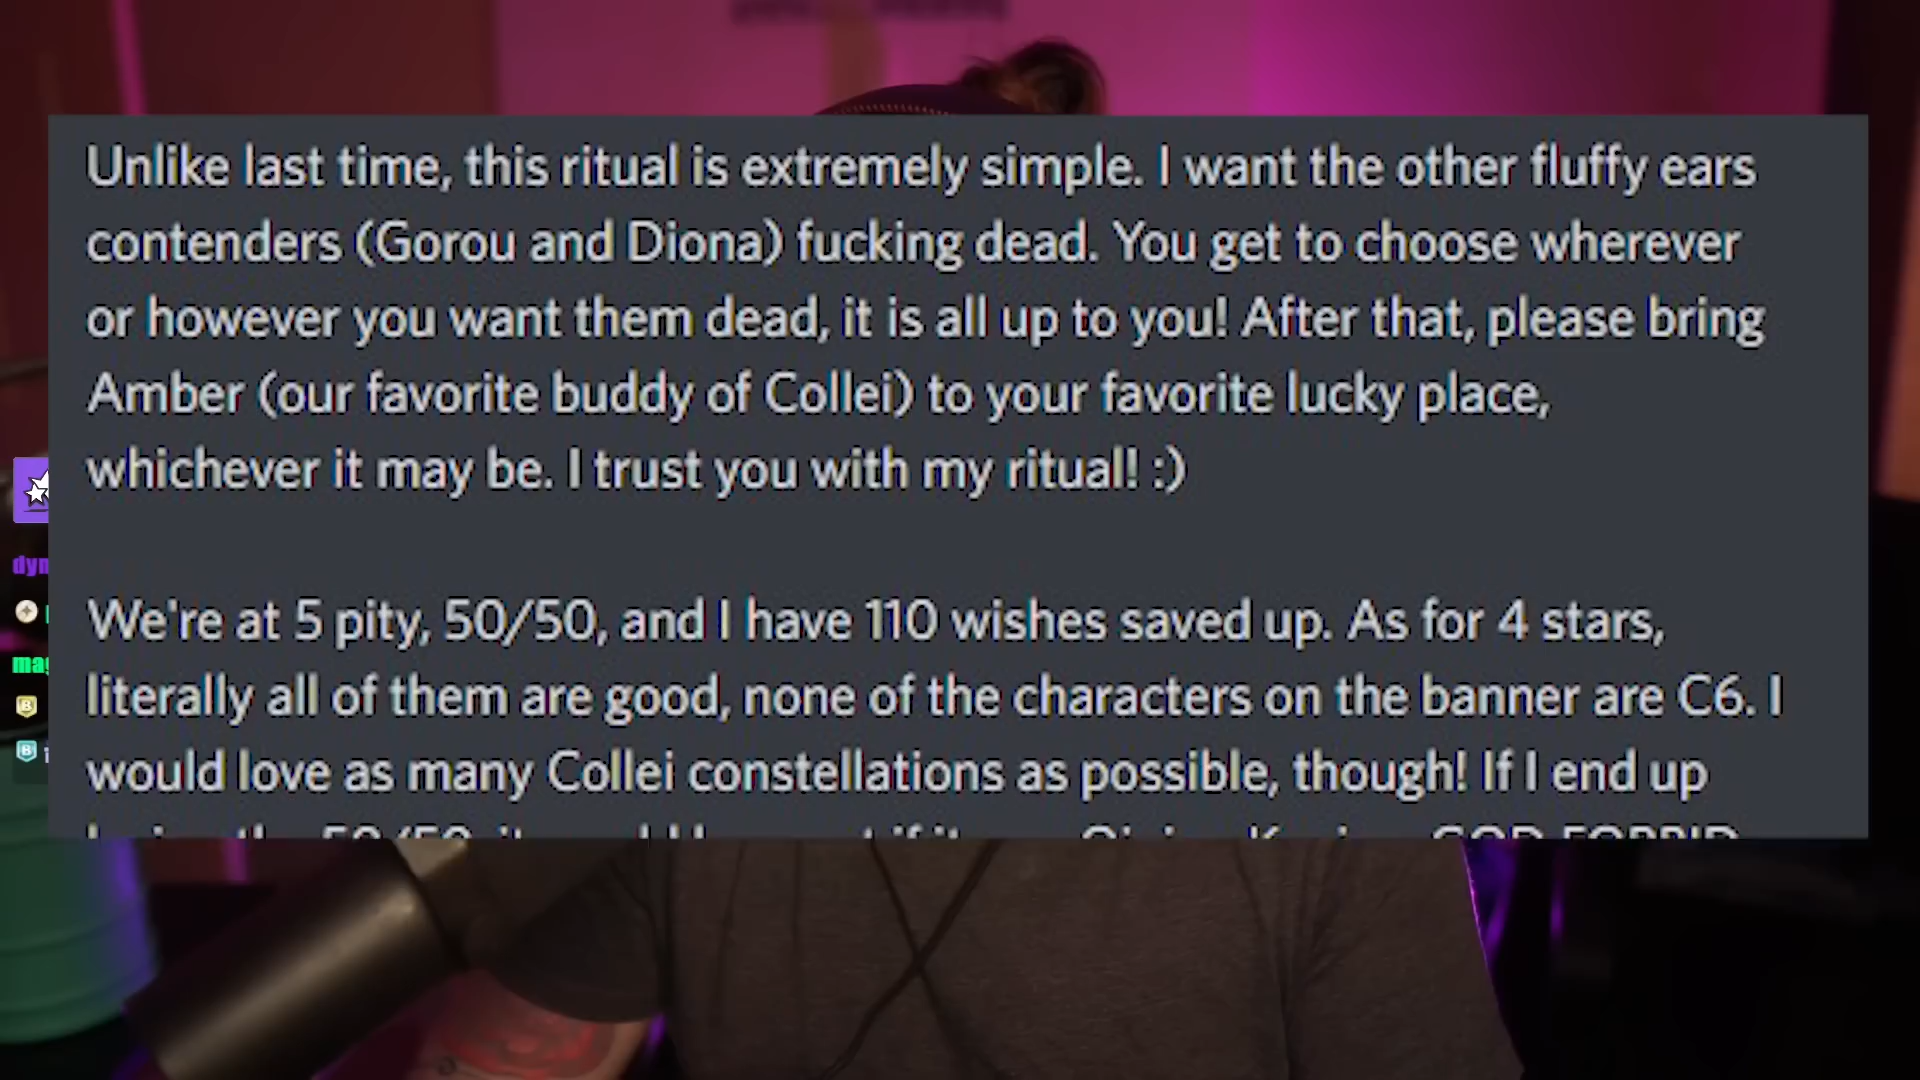 Unlike last time, this ritual is extremely simple. I want the other fluffy ears
contenders (Gorou and Diona) fucking dead. You get to choose wherever
or however you want them dead, it is all up to you! After that, please bring
Amber (our favorite buddy of Collei) to your favorite lucky place,
whichever it may be. I trust you with my ritual! :)
We're at 5 pity, 50/50, and I have 110 wishes saved up. As for 4 stars,
literally all of them are good, none of the characters on the banner are C6. I
would love as many Collei constellations as possible, though! If I end up
dyn
mag